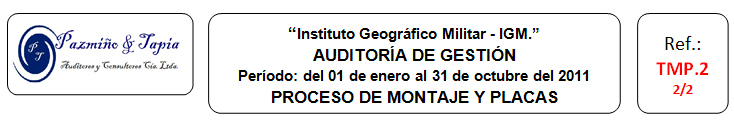 PT
Pazmiño & Tapia
Auditores y Consultores Cía. Ltda.
“Instituto Geográfico Militar - IGM.”
AUDITORÍA DE GESTIÓN
Período: del 01 de enero al 31 de octubre del 2011
PROCESO DE MONTAJE Y PLACAS
Ref.:
TMP.2
2/2